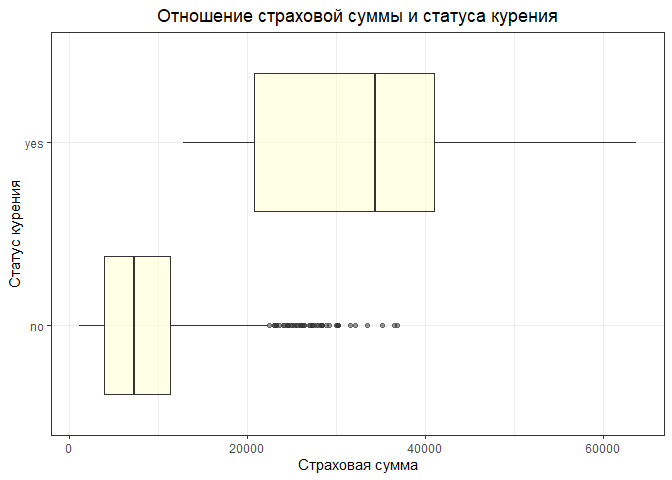 Отношение страховой суммы и статуса курения
Статус курения
yes
no
0
20000
40000
60000
Страховая сумма